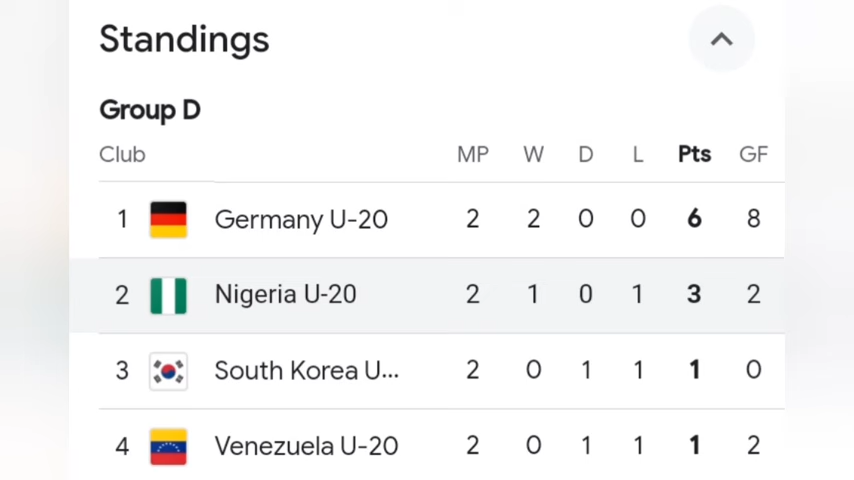 Standings
Group D
Club MP W D L Pts GF
1 Germany U-20 2 2 0 0 6 8
2 Nigeria U-20 2 1 0 1 3 2
3 South Korea U... 2 0 1 1 1 0
4 Venezuela U-20 2 0 1 1 1 2